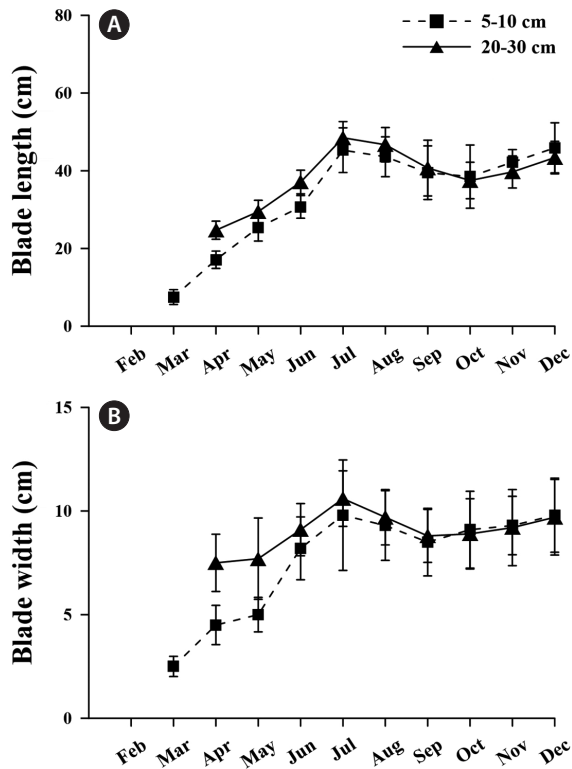 A
5-10 cm
20-30 cm
Blade length (cm)
80
60
40
20
0
Feb Mar Apr May Jun Jul Aug Sep Oct Nov Dec
B
Blade width (cm)
15
10
5
0
Feb Mar Apr May Jun Jul Aug Sep Oct Nov Dec